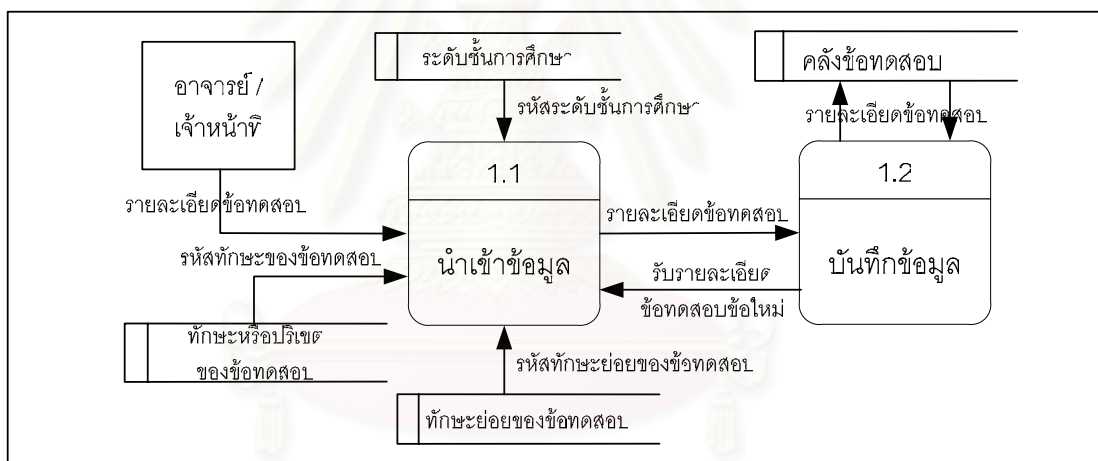 ระดับชั้นการศึกษา
คลังข้อทดสอบ
อาจารย์ /
เจ้าหน้าที่
รหัสระดับชั้นการศึกษา
รายละเอียดข้อทดสอบ
1.1
1.2
รายละเอียดข้อทดสอบ
รายละเอียดข้อทดสอบ
รหัสทักษะของข้อทดสอบ
นำเข้าข้อมูล
บันทึกข้อมูล
รับรายละเอียด
ข้อทดสอบข้อใหม่
ทักษะหรือปริเขต
ของข้อทดสอบ
รหัสทักษะย่อยของข้อทดสอบ
ทักษะย่อยของข้อทดสอบ